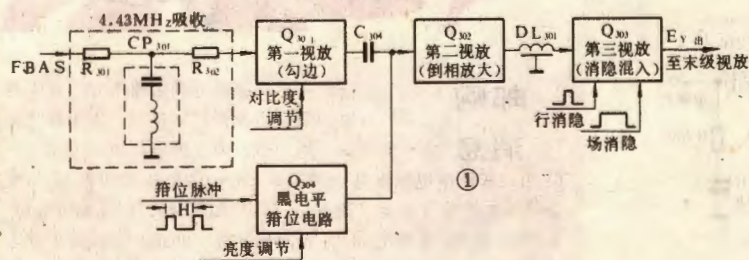 4.43MHz吸收
FBAS
R301
CP301
R302
Q301
第一视放
(勾边)
对比度
调节
C304
Q302
第二视放
(倒相放大)
DL301
Q303
第三视放
(消隐混入)
EY出
至末级视放
行消隐
场消隐
箝位脉冲
H
Q304
黑电平
箝位电路
亮度调节
①